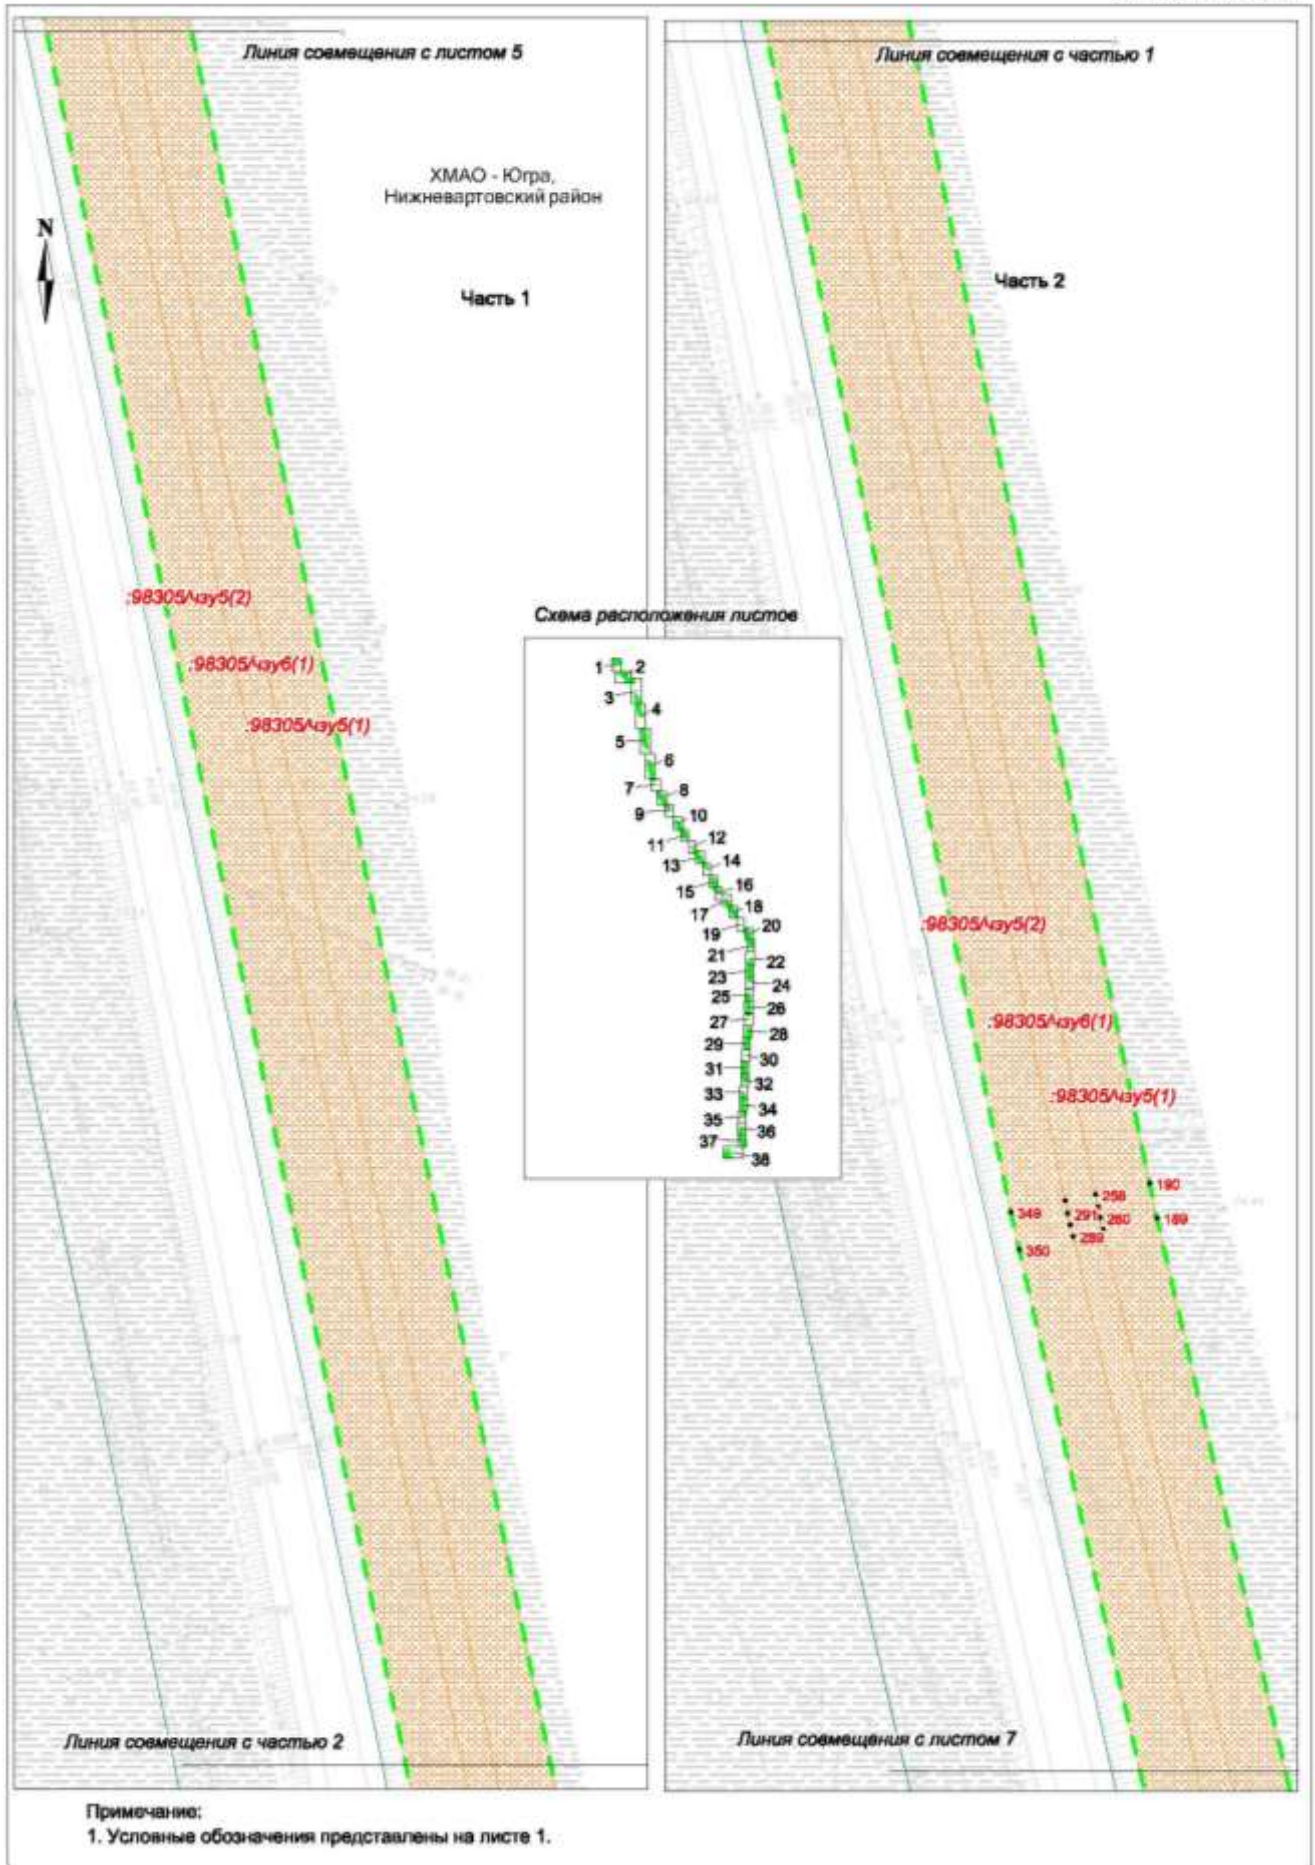 Линия совмещения с листом 5
ХМАО - Югра,
Нижневартовский район
N
Часть 1
:98305/чзу5(2)
:98305/чзу6(1)
:98305/чзу5(1)
Линия совмещения с частью 2
Линия совмещения с частью 1
Часть 2
:98305/чзу5(2)
:98305/чзу6(1)
:98305/чзу5(1)
190
258
349
291
260
189
289
350
Линия совмещения с листом 7
Схема расположения листов
1
2
3
4
5
6
7
8
9
10
11
12
13
14
15
16
17
18
19
20
21
22
23
24
25
26
27
28
29
30
31
32
33
34
35
36
37
38
Примечание:
1. Условные обозначения представлены на листе 1.